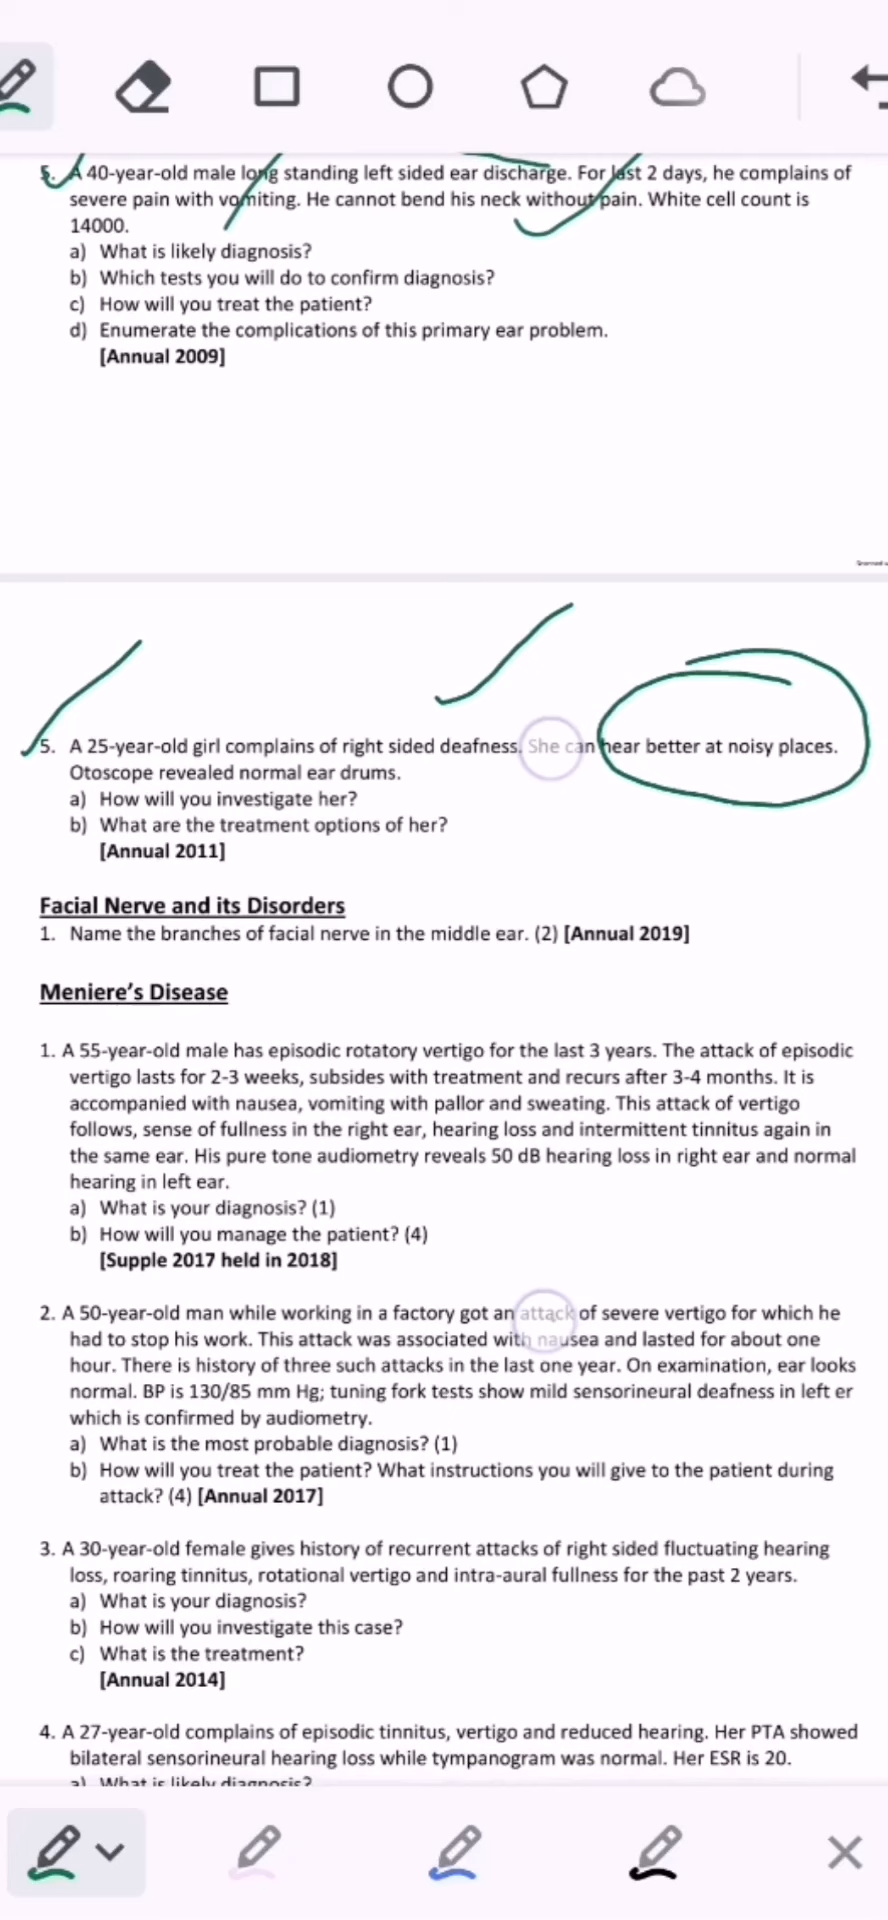 5. A 40-year-old male long standing left sided ear discharge. For last 2 days, he complains of
severe pain with vomiting. He cannot bend his neck without pain. White cell count is
14000.
a) What is likely diagnosis?
b) Which tests you will do to confirm diagnosis?
c) How will you treat the patient?
d) Enumerate the complications of this primary ear problem.
[Annual 2009]
5. A 25-year-old girl complains of right sided deafness. She can hear better at noisy places.
Otoscope revealed normal ear drums.
a) How will you investigate her?
b) What are the treatment options of her?
[Annual 2011]
Facial Nerve and its Disorders
1. Name the branches of facial nerve in the middle ear. (2) [Annual 2019]
Meniere's Disease
1. A 55-year-old male has episodic rotatory vertigo for the last 3 years. The attack of episodic
vertigo lasts for 2-3 weeks, subsides with treatment and recurs after 3-4 months. It is
accompanied with nausea, vomiting with pallor and sweating. This attack of vertigo
follows, sense of fullness in the right ear, hearing loss and intermittent tinnitus again in
the same ear. His pure tone audiometry reveals 50 dB hearing loss in right ear and normal
hearing in left ear.
a) What is your diagnosis? (1)
b) How will you manage the patient? (4)
[Supple 2017 held in 2018]
2. A 50-year-old man while working in a factory got an attack of severe vertigo for which he
had to stop his work. This attack was associated with nausea and lasted for about one
hour. There is history of three such attacks in the last one year. On examination, ear looks
normal. BP is 130/85 mm Hg; tuning fork tests show mild sensorineural deafness in left er
which is confirmed by audiometry.
a) What is the most probable diagnosis? (1)
b) How will you treat the patient? What instructions you will give to the patient during
attack? (4) [Annual 2017]
3. A 30-year-old female gives history of recurrent attacks of right sided fluctuating hearing
loss, roaring tinnitus, rotational vertigo and intra-aural fullness for the past 2 years.
a) What is your diagnosis?
b) How will you investigate this case?
c) What is the treatment?
[Annual 2014]
4. A 27-year-old complains of episodic tinnitus, vertigo and reduced hearing. Her PTA showed
bilateral sensorineural hearing loss while tympanogram was normal. Her ESR is 20.
a) What is likely diagnosis?